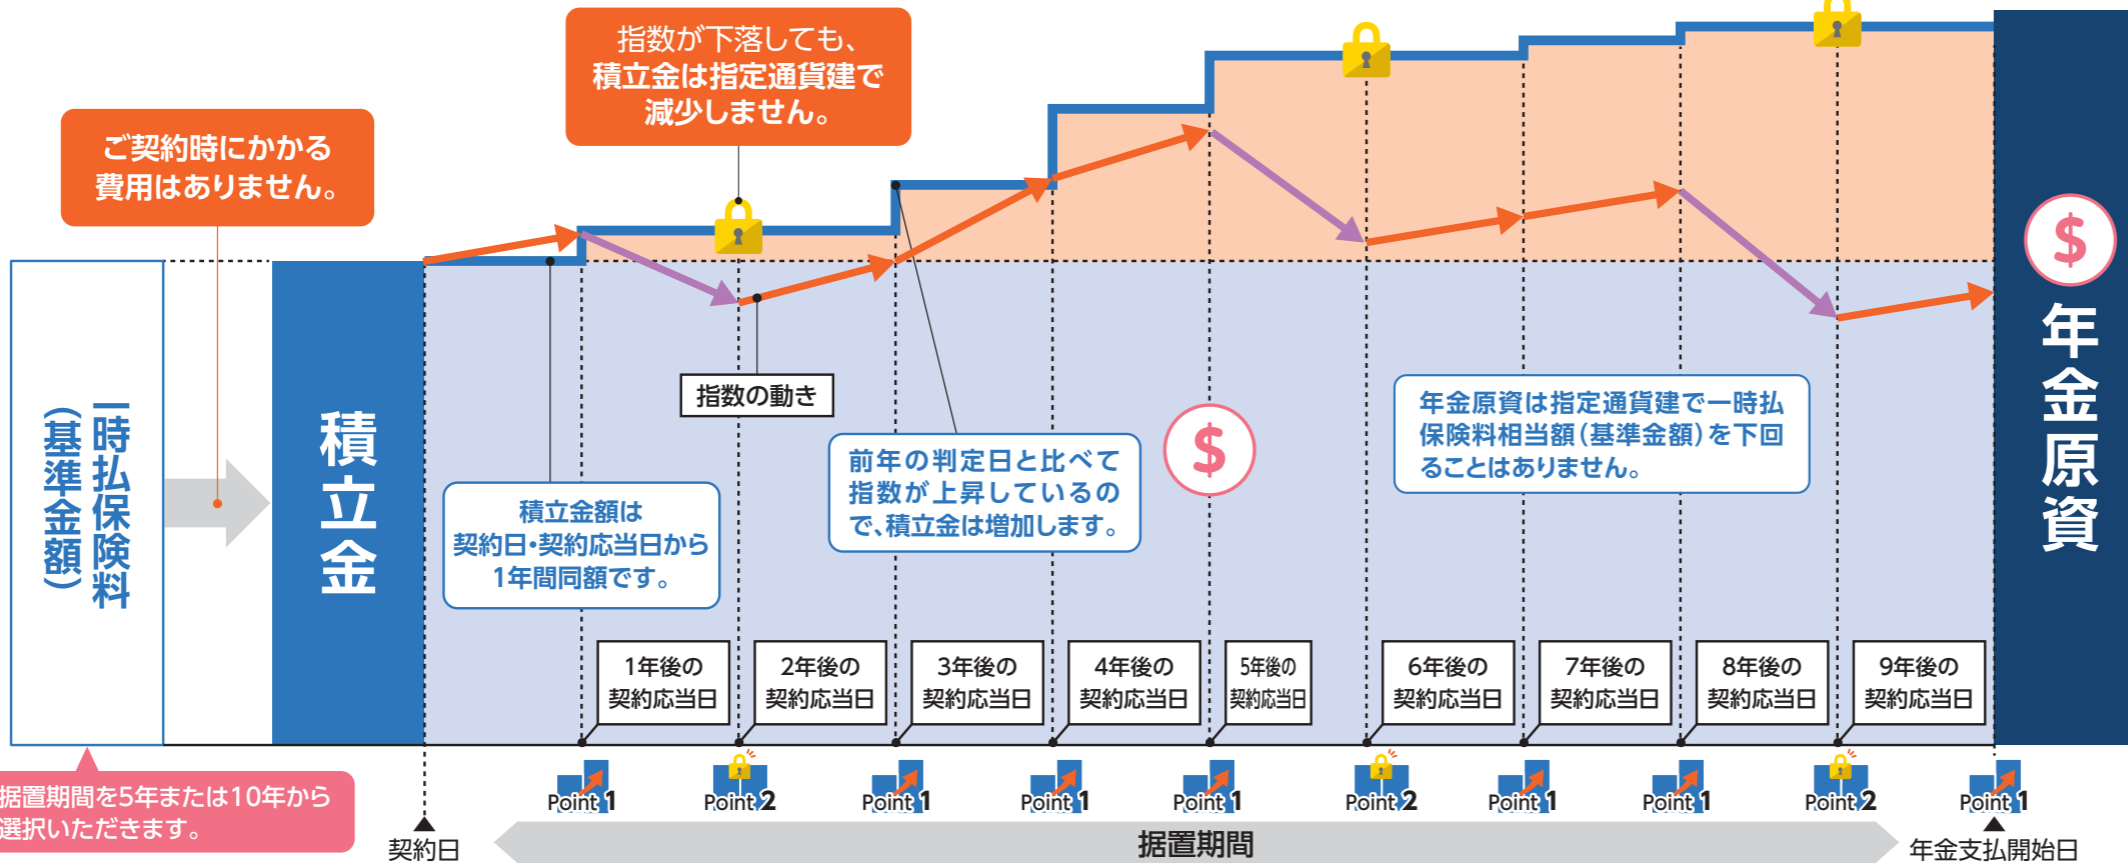 指数が下落しても、
積立金は指定通貨建で
減少しません。
ご契約時にかかる
費用はありません。
一時払保険料
（基準金額）
積立金
指数の動き
積立金額は
契約日・契約応当日から
1年間同額です。
前年の判定日と比べて
指数が上昇しているの
で、積立金は増加します。
$
年金原資は指定通貨建で一時払
保険料相当額（基準金額）を下回
ることはありません。
$
年金原資
1年後の
契約応当日
2年後の
契約応当日
3年後の
契約応当日
4年後の
契約応当日
5年後の
契約応当日
6年後の
契約応当日
7年後の
契約応当日
8年後の
契約応当日
9年後の
契約応当日
Point 1
Point 2
Point 1
Point 1
Point 1
Point 2
Point 1
Point 1
Point 2
Point 1
据置期間を5年または10年から
選択いただきます。
契約日
据置期間
年金支払開始日